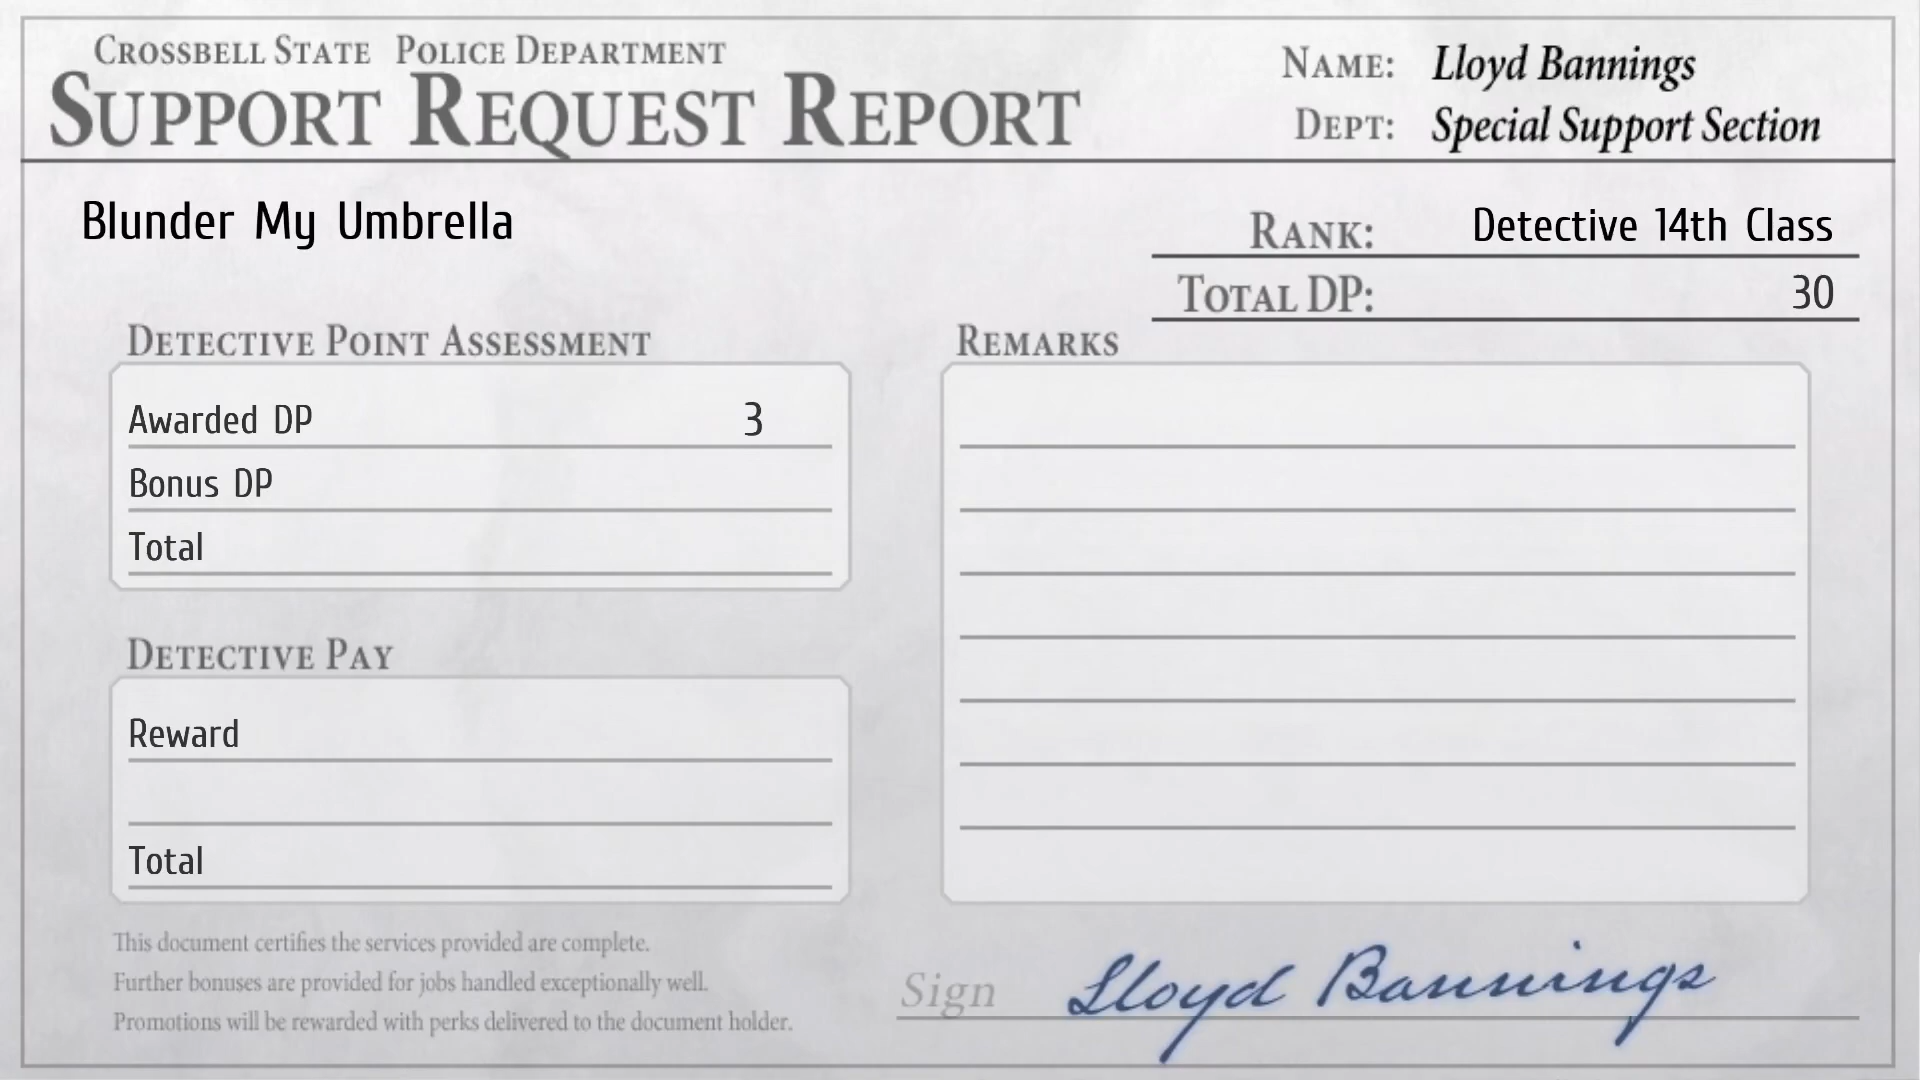 Crossbell State Police Department
Support Request Report
Name: Lloyd Bannings
Dept: Special Support Section
Blunder My Umbrella
Rank: Detective 14th Class
Total DP: 30
Detective Point Assessment
Awarded DP 3
Bonus DP
Total
Detective Pay
Reward
Total
Remarks
This document certifies the services provided are complete.
Further bonuses are provided for jobs handled exceptionally well.
Promotions will be rewarded with perks delivered to the document holder.
Sign Lloyd Bannings